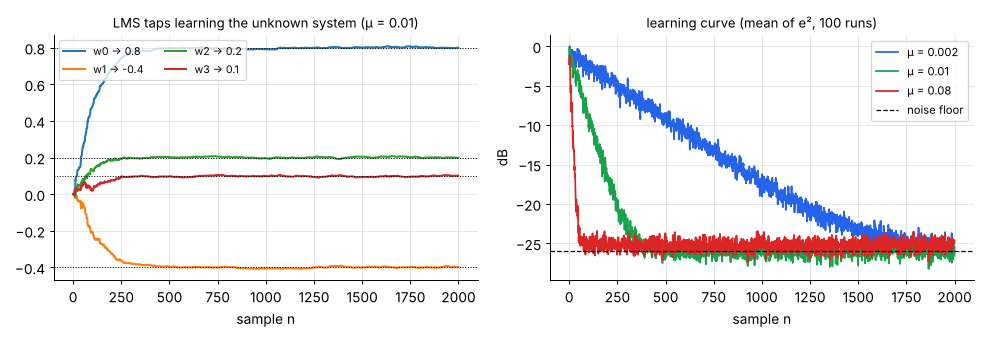 LMS taps learning the unknown system (μ = 0.01)
w0 → 0.8
w1 → -0.4
w2 → 0.2
w3 → 0.1
0.8
0.6
0.4
0.2
0.0
−0.2
−0.4
0 250 500 750 1000 1250 1500 1750 2000
sample n
learning curve (mean of e², 100 runs)
μ = 0.002
μ = 0.01
μ = 0.08
noise floor
dB
0
−5
−10
−15
−20
−25
0 250 500 750 1000 1250 1500 1750 2000
sample n